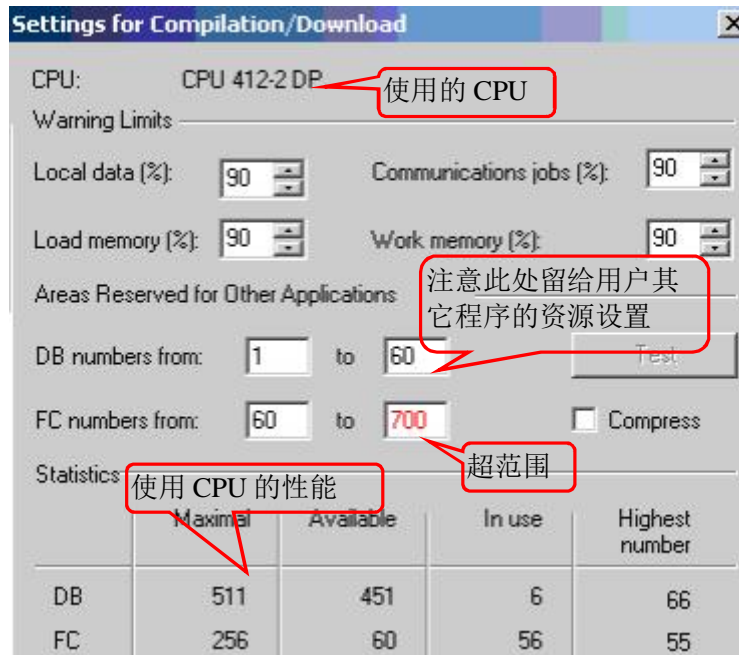 Settings for Compilation/Download
CPU: CPU 412-2 DP 使用的 CPU
Warning Limits
Local data (%): 90 Communications jobs (%): 90
Load memory (%): 90 Work memory (%): 90
Areas Reserved for Other Applications
注意此处留给用户其
它程序的资源设置
DB numbers from: 1 to 60 Test
FC numbers from: 60 to 700 Compress
超范围
Statistics
使用 CPU 的性能
Maximal Available In use Highest
number
DB 511 451 6 66
FC 256 60 56 55